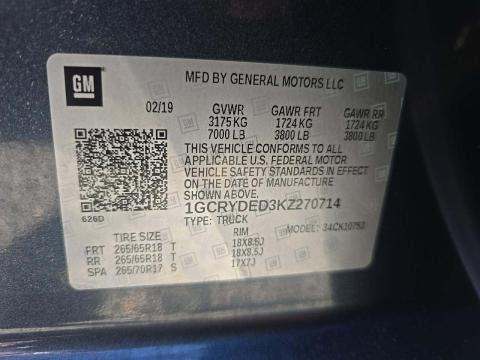 GM
MFD BY GENERAL MOTORS LLC
02/19 GVWR GAWR FRT GAWR RR
3175 KG 1724 KG 1724 KG
7000 LB 3800 LB 3800 LB
THIS VEHICLE CONFORMS TO ALL
APPLICABLE U.S. FEDERAL MOTOR
VEHICLE SAFETY STANDARDS IN EFFECT
ON THE DATE OF MANUFACTURE
SHOWN ABOVE.
1GCRYDED3KZ270714
TYPE: TRUCK MODEL: 34CK10753
626D
TIRE SIZE RIM
FRT 265/65R18 T 18X8.5J
RR 265/65R18 T 18X8.5J
SPA 265/70R17 S 17X7J